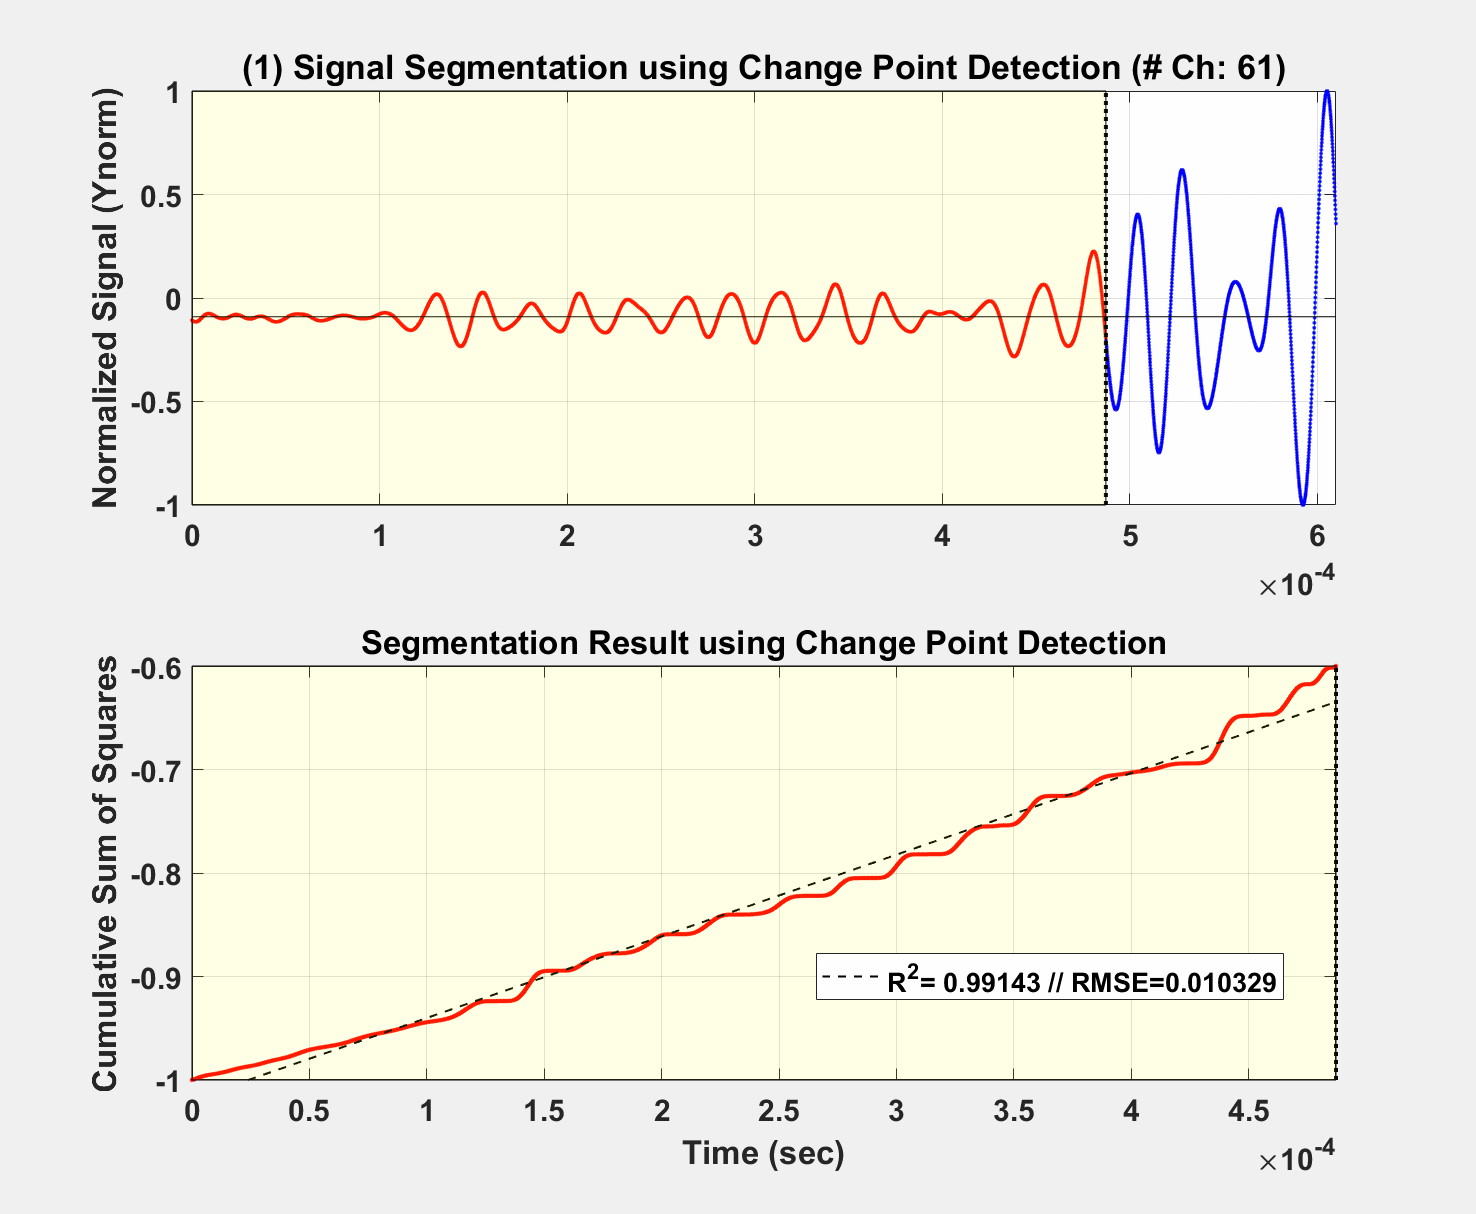 (1) Signal Segmentation using Change Point Detection (# Ch: 61)
Normalized Signal (Ynorm)
1
0.5
0
-0.5
-1
0 1 2 3 4 5 6
×10-4
Segmentation Result using Change Point Detection
Cumulative Sum of Squares
-0.6
-0.7
-0.8
-0.9
-1
R2= 0.99143 // RMSE=0.010329
0 0.5 1 1.5 2 2.5 3 3.5 4 4.5
Time (sec)
×10-4